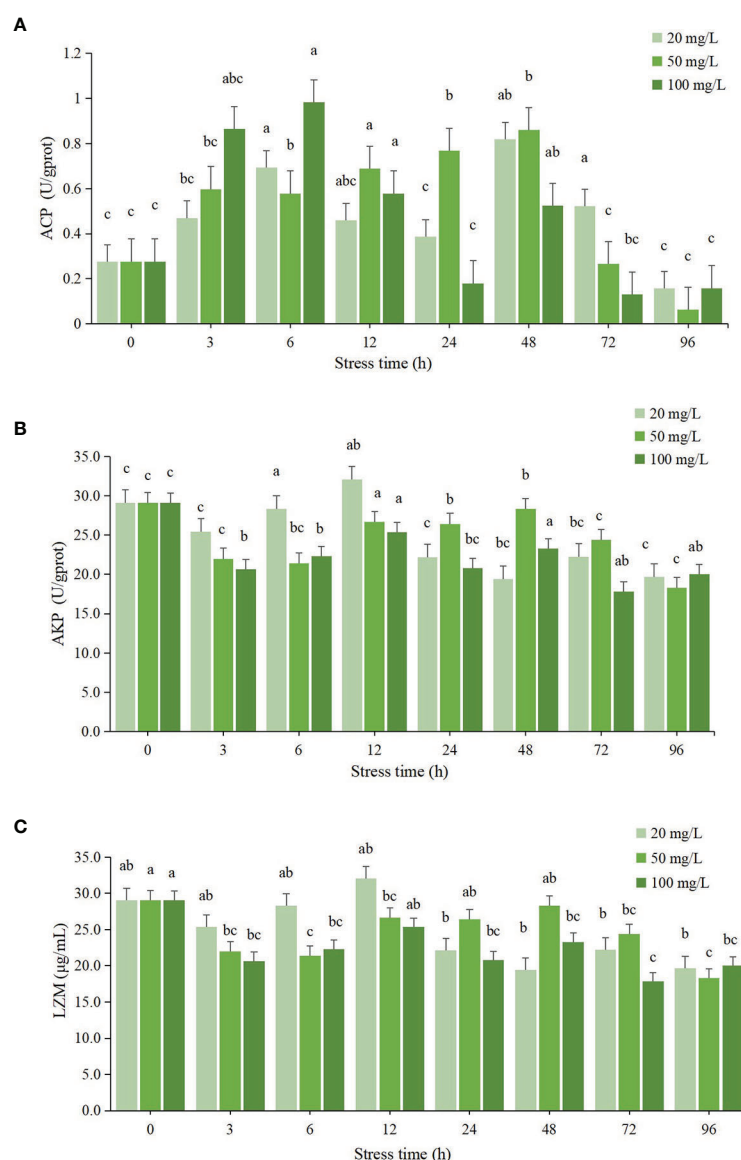 A
20 mg/L
50 mg/L
100 mg/L
ACP (U/gprot)
1.2
1
0.8
0.6
0.4
0.2
0
c c c
bc bc abc
a b a
abc a a
c b c
ab b ab
a c bc
c c c
0 3 6 12 24 48 72 96
Stress time (h)
B
20 mg/L
50 mg/L
100 mg/L
AKP (U/gprot)
35.0
30.0
25.0
20.0
15.0
10.0
5.0
0.0
c c c
c c b
a bc b
ab a a
c b bc
bc b a
bc c ab
c c ab
0 3 6 12 24 48 72 96
Stress time (h)
C
20 mg/L
50 mg/L
100 mg/L
LZM (μg/mL)
35.0
30.0
25.0
20.0
15.0
10.0
5.0
0.0
ab a a
ab bc bc
ab c bc
ab bc ab
b ab bc
b ab bc
b bc c
b c bc
0 3 6 12 24 48 72 96
Stress time (h)